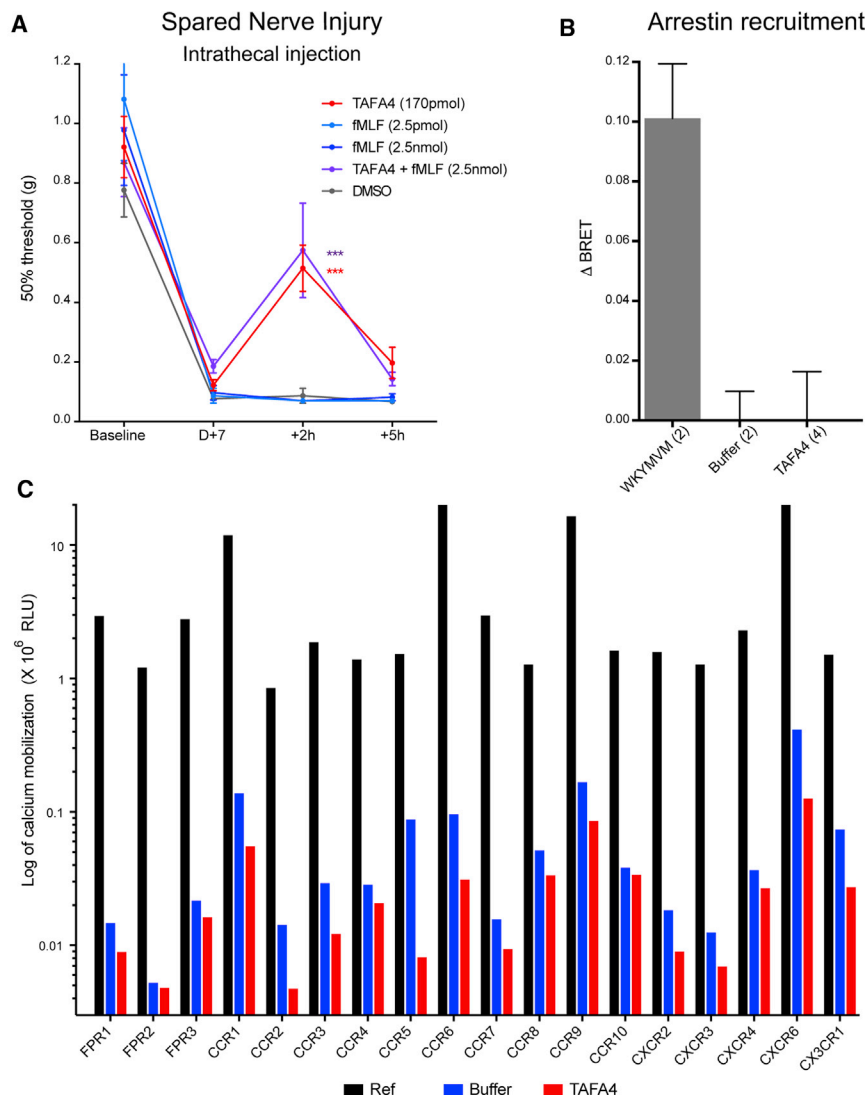 A
Spared Nerve Injury
Intrathecal injection
1.2
1.0
0.8
0.6
0.4
0.2
0.0
50% threshold (g)
TAFA4 (170pmol)
fMLF (2.5pmol)
fMLF (2.5nmol)
TAFA4 + fMLF (2.5nmol)
DMSO
***
***
Baseline
D+7
+2h
+5h
B
Arrestin recruitment
0.12
0.10
0.08
0.06
0.04
0.02
0.00
Δ BRET
WKYMVM (2)
Buffer (2)
TAFA4 (4)
C
10
1
0.1
0.01
Log of calcium mobilization (X 10⁶ RLU)
FPR1
FPR2
FPR3
CCR1
CCR2
CCR3
CCR4
CCR5
CCR6
CCR7
CCR8
CCR9
CCR10
CXCR2
CXCR3
CXCR4
CXCR6
CX3CR1
Ref
Buffer
TAFA4